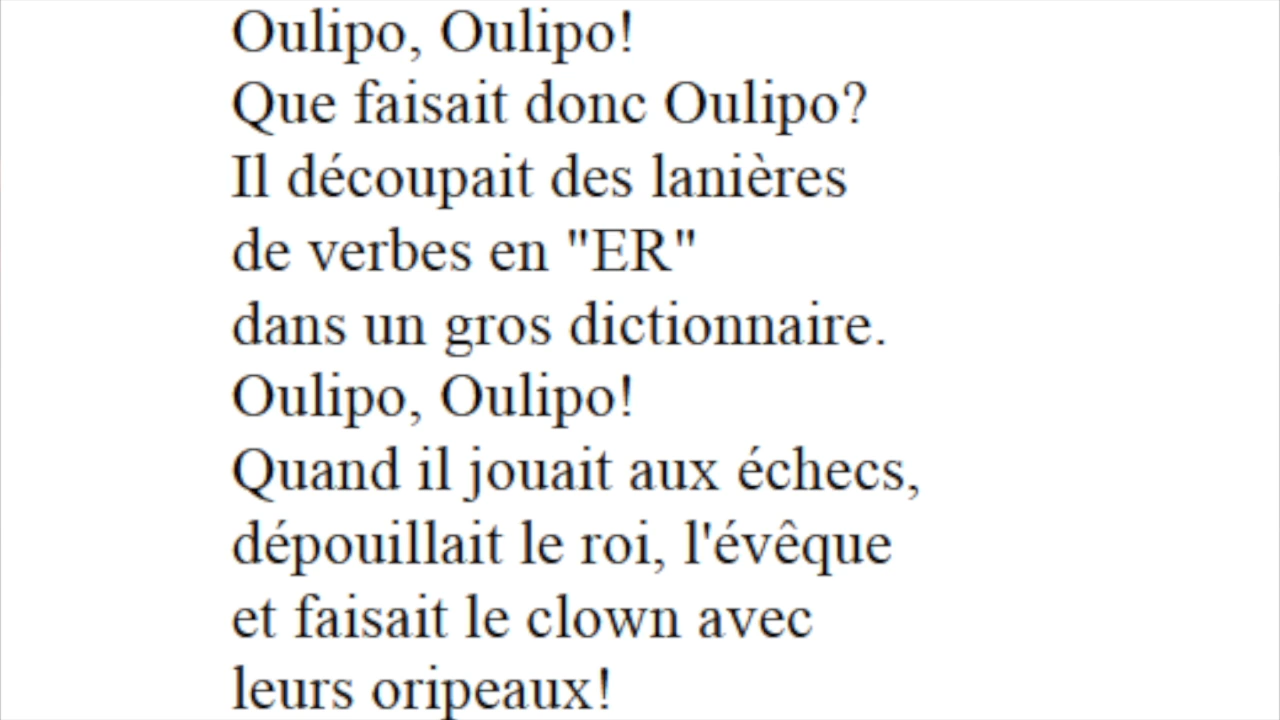 Oulipo, Oulipo!
Que faisait donc Oulipo?
Il découpait des lanières
de verbes en "ER"
dans un gros dictionnaire.
Oulipo, Oulipo!
Quand il jouait aux échecs,
dépouillait le roi, l'évêque
et faisait le clown avec
leurs oripeaux!